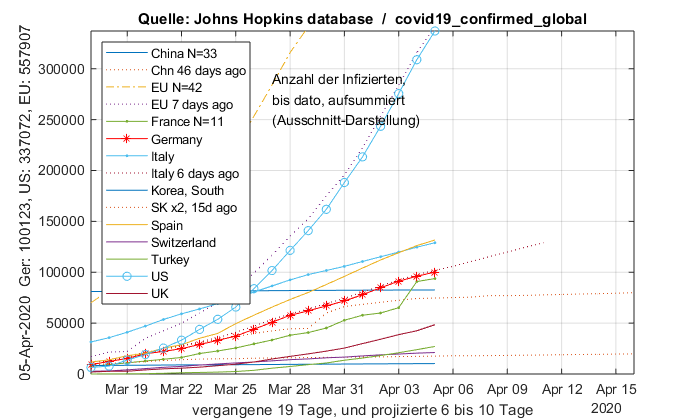 Quelle: Johns Hopkins database / covid19_confirmed_global
05-Apr-2020 Ger: 100123, US: 337072, EU: 557907
300000
250000
200000
150000
100000
50000
0
China N=33
Chn 46 days ago
EU N=42
EU 7 days ago
France N=11
Germany
Italy
Italy 6 days ago
Korea, South
SK x2, 15d ago
Spain
Switzerland
Turkey
US
UK
Anzahl der Infizierten,
bis dato, aufsummiert
(Ausschnitt-Darstellung)
Mar 19 Mar 22 Mar 25 Mar 28 Mar 31 Apr 03 Apr 06 Apr 09 Apr 12 Apr 15
2020
vergangene 19 Tage, und projizierte 6 bis 10 Tage